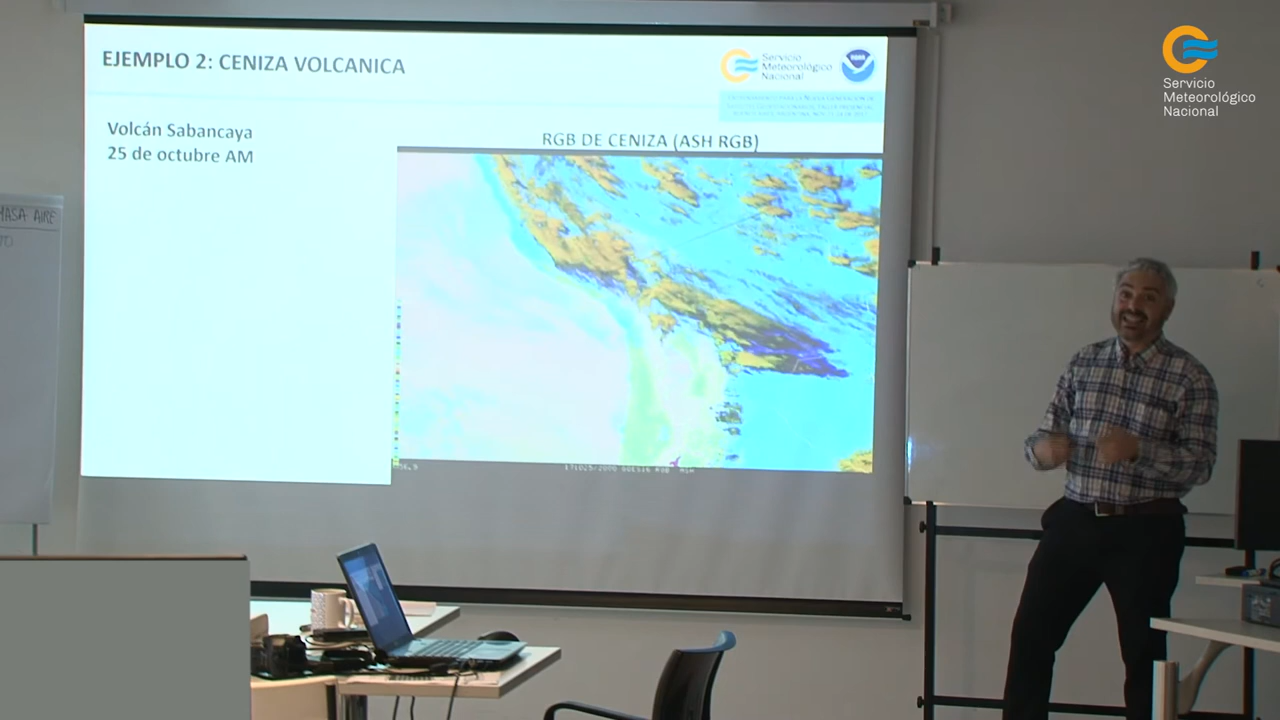 EJEMPLO 2: CENIZA VOLCANICA
Servicio
Meteorológico
Nacional
Volcán Sabancaya
25 de octubre AM
RGB DE CENIZA (ASH RGB)
MASA AIRE
Servicio
Meteorológico
Nacional